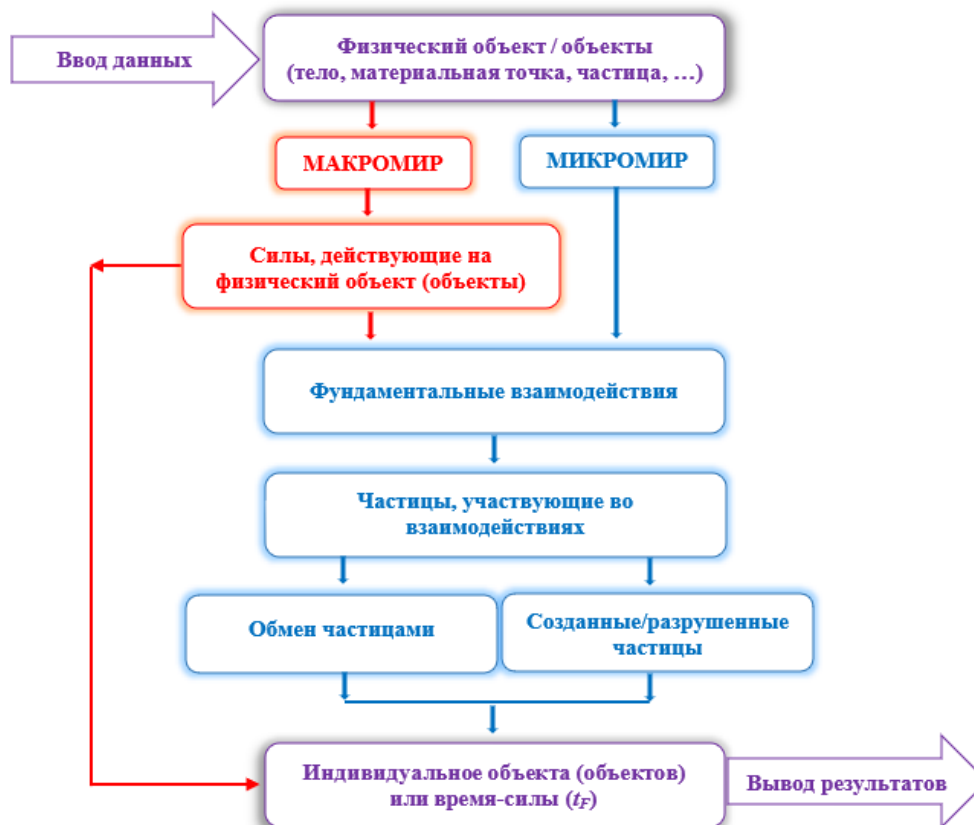 Ввод данных
Физический объект / объекты
(тело, материальная точка, частица, …)
МАКРОМИР
МИКРОМИР
Силы, действующие на
физический объект (объекты)
Фундаментальные взаимодействия
Частицы, участвующие во
взаимодействиях
Обмен частицами
Созданные/разрушенные
частицы
Индивидуальное объекта (объектов)
или время-силы (t_F)
Вывод результатов